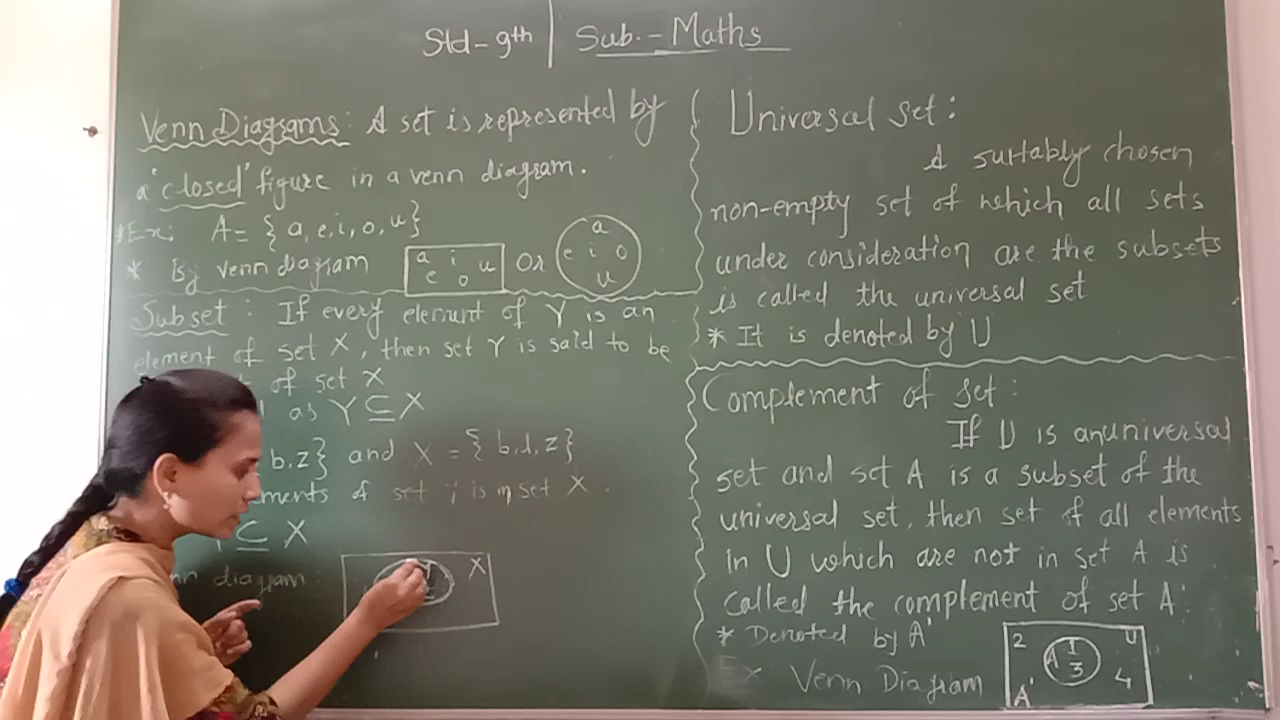 Std - 9th | Sub. - Maths
Venn Diagrams: A set is represented by
a "closed" figure in a venn diagram.
*Ex: A = { a, e, i, o, u }
* By venn diagram
a i u e o
Or
a e i o u
Subset: If every element of Y is an
element of set X, then set Y is said to be
of set X
as Y ⊆ X
b, z} and X = { b, l, z }
ments of set Y is in set X.
⊆ X
diagram:
X
Universal set:
A suitably chosen
non-empty set of which all sets
under consideration are the subsets
is called the universal set
* It is denoted by U
Complement of set:
If U is an universal
set and set A is a subset of the
universal set, then set of all elements
in U which are not in set A is
called the complement of set A.
* Denoted by A'
Ex Venn Diagram
2 U
A 1
3
4
A'